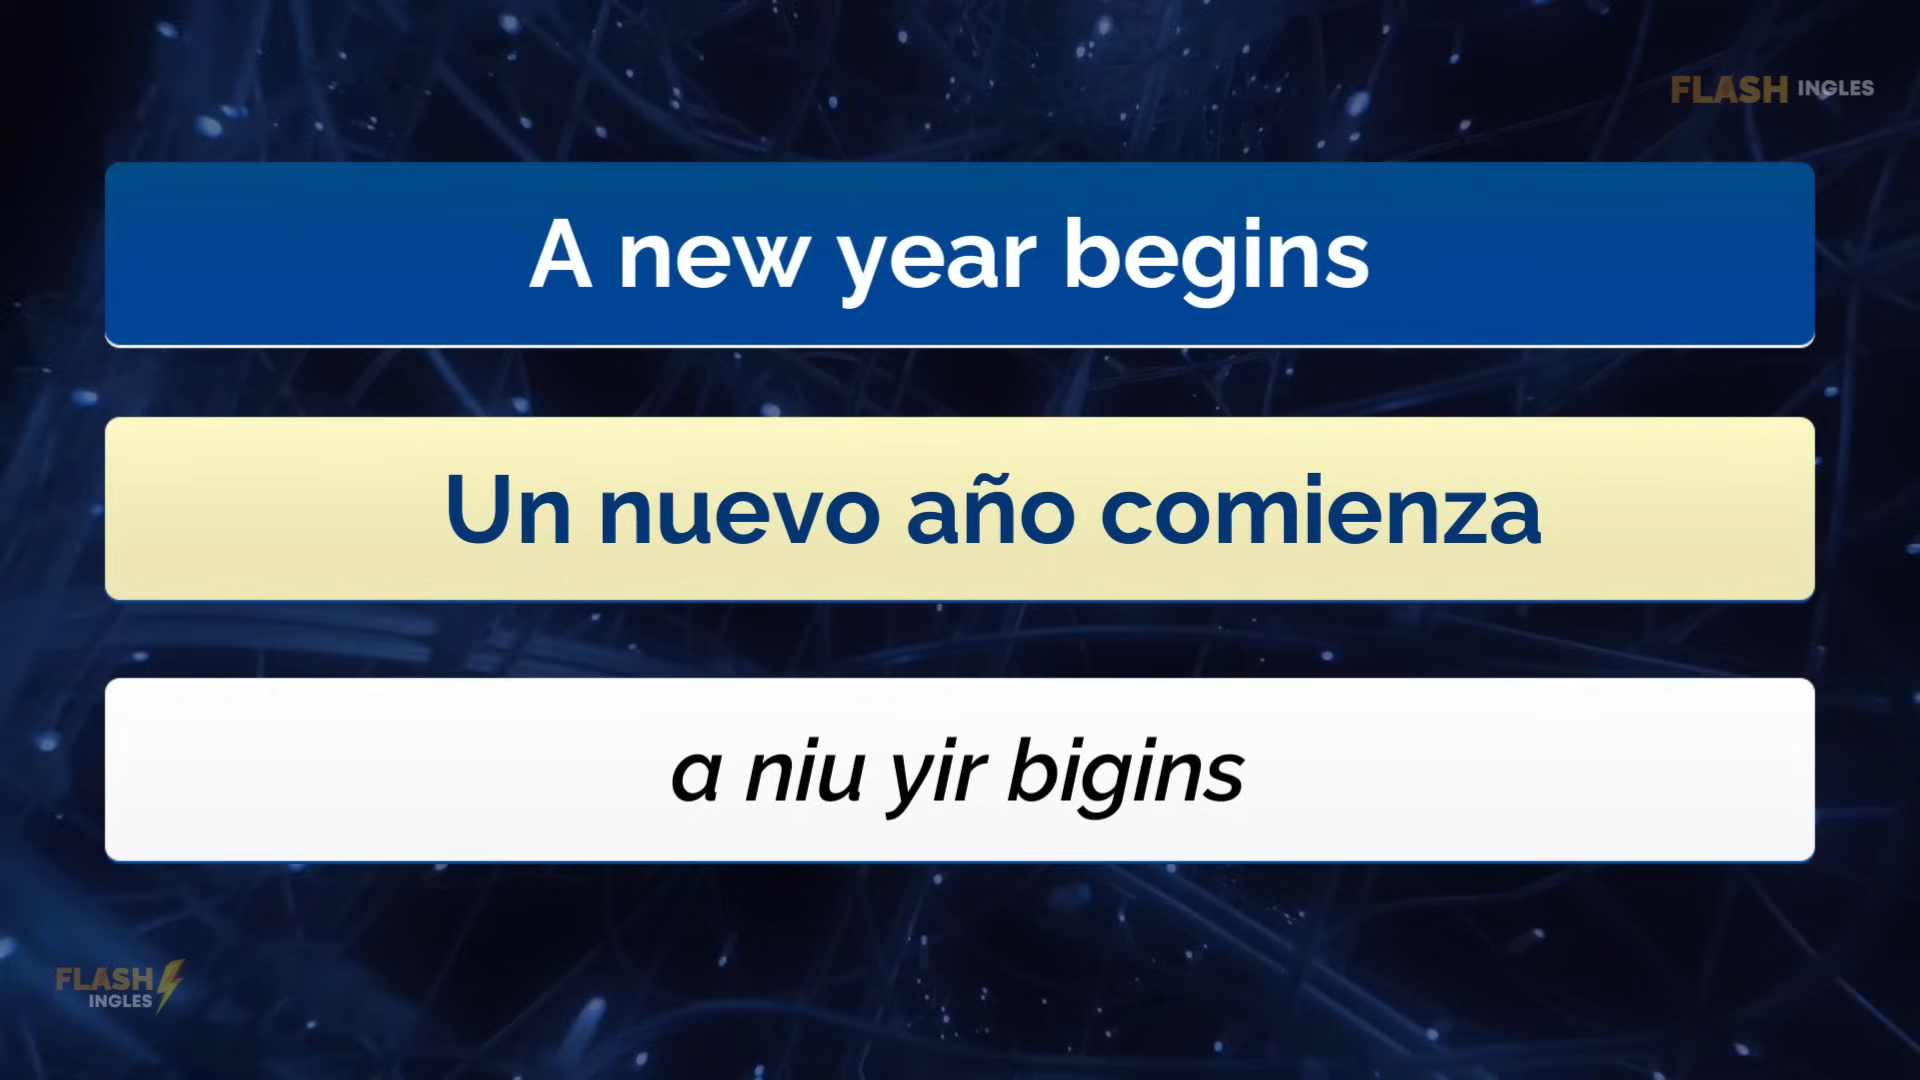 FLASH INGLES
A new year begins
Un nuevo año comienza
a niu yir bigins
FLASH
INGLES